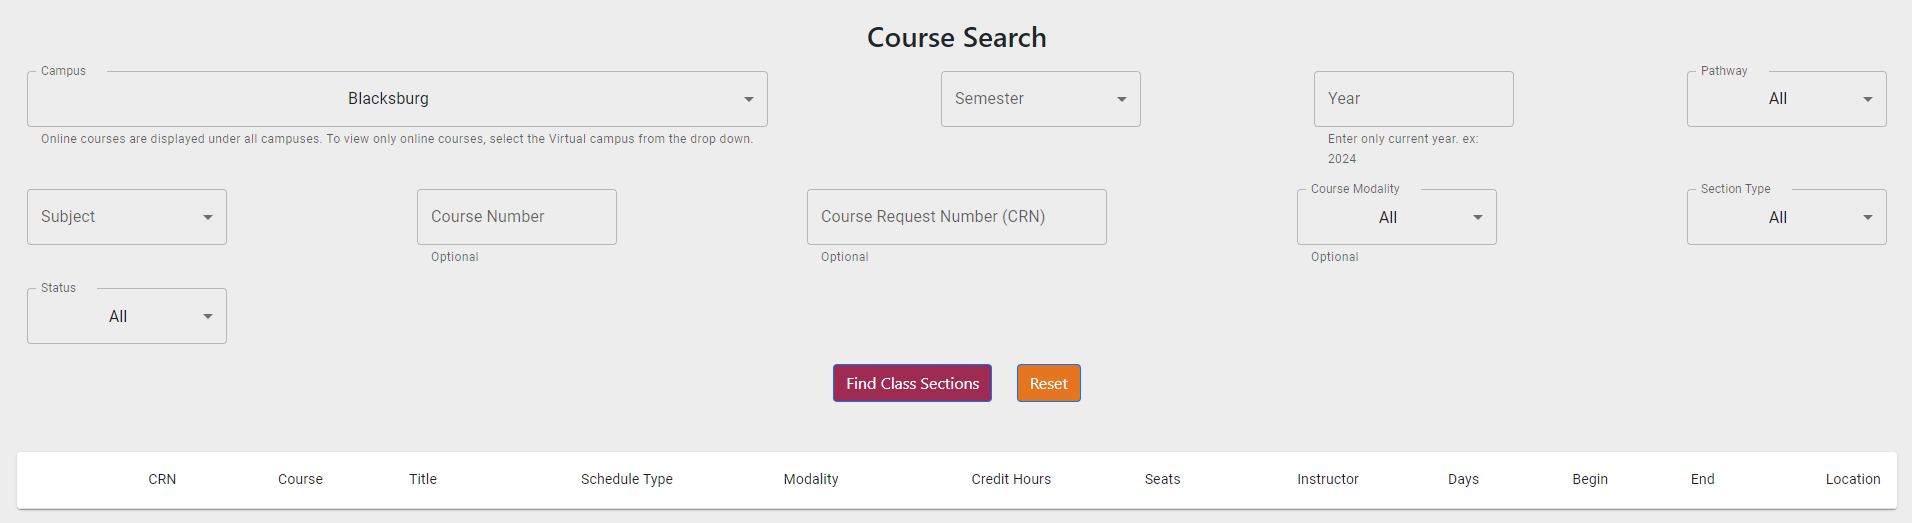 Course Search
Campus
Blacksburg
Online courses are displayed under all campuses. To view only online courses, select the Virtual campus from the drop down.
Semester
Year
Enter only current year. ex:
2024
Pathway
All
Subject
Course Number
Optional
Course Request Number (CRN)
Optional
Course Modality
All
Optional
Section Type
All
Status
All
Find Class Sections
Reset
CRN Course Title Schedule Type Modality Credit Hours Seats Instructor Days Begin End Location